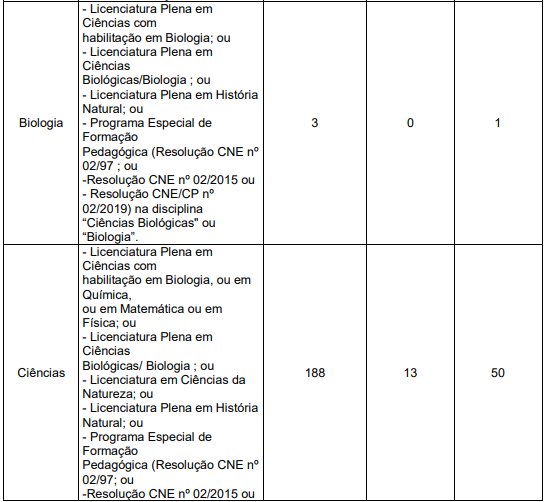 - Licenciatura Plena em
Ciências com
habilitação em Biologia; ou
- Licenciatura Plena em
Ciências
Biológicas/Biologia ; ou
- Licenciatura Plena em História
Natural; ou
Biologia
- Programa Especial de
Formação
Pedagógica (Resolução CNE nº
02/97 ; ou
-Resolução CNE nº 02/2015 ou
- Resolução CNE/CP nº
02/2019) na disciplina
“Ciências Biológicas" ou
“Biologia”.
3
0
1
- Licenciatura Plena em
Ciências com
habilitação em Biologia, ou em
Química,
ou em Matemática ou em
Física; ou
- Licenciatura Plena em
Ciências
Biológicas/ Biologia ; ou
Ciências
- Licenciatura em Ciências da
Natureza; ou
- Licenciatura Plena em História
Natural; ou
- Programa Especial de
Formação
Pedagógica (Resolução CNE nº
02/97; ou
-Resolução CNE nº 02/2015 ou
188
13
50